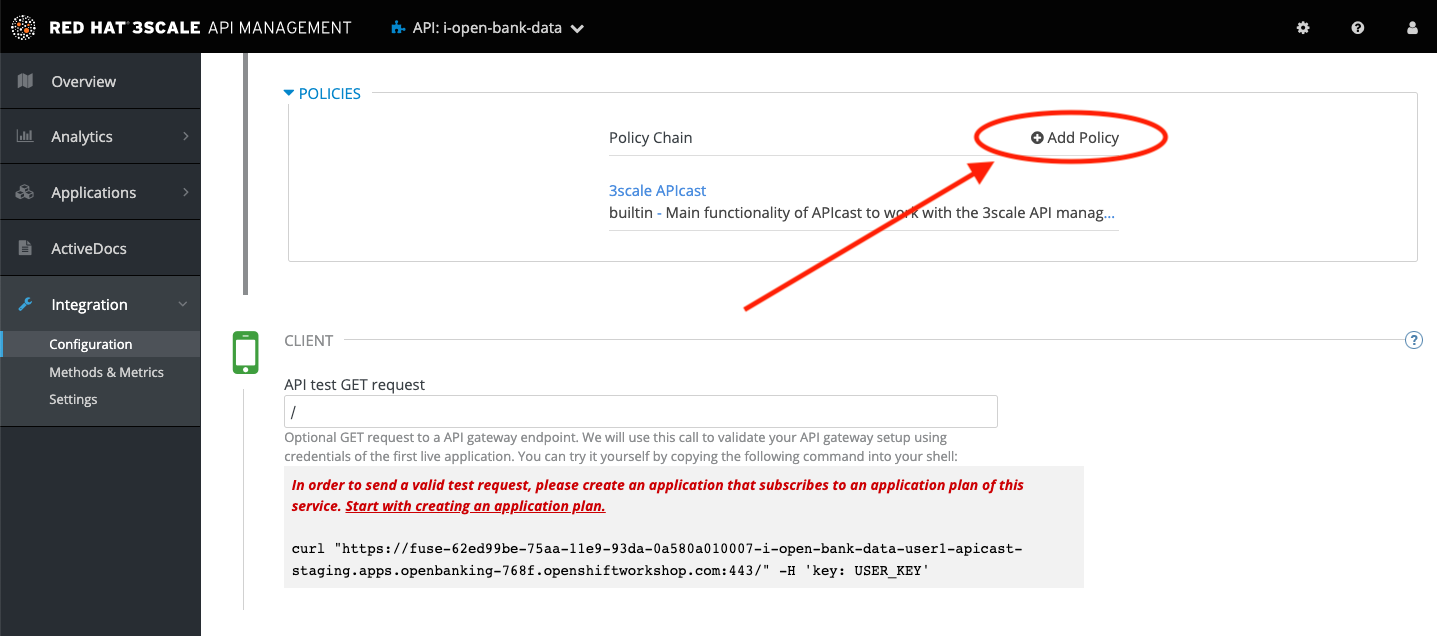 RED HAT® 3SCALE API MANAGEMENT
API: i-open-bank-data
Overview
Analytics
Applications
ActiveDocs
Integration
Configuration
Methods & Metrics
Settings
POLICIES
Policy Chain
Add Policy
3scale APIcast
builtin - Main functionality of APIcast to work with the 3scale API manag...
CLIENT
?
API test GET request
/
Optional GET request to a API gateway endpoint. We will use this call to validate your API gateway setup using
credentials of the first live application. You can try it yourself by copying the following command into your shell:
In order to send a valid test request, please create an application that subscribes to an application plan of this
service. Start with creating an application plan.
curl "https://fuse-62ed99be-75aa-11e9-93da-0a580a010007-i-open-bank-data-user1-apicast-
staging.apps.openbanking-768f.openshiftworkshop.com:443/" -H 'key: USER_KEY'